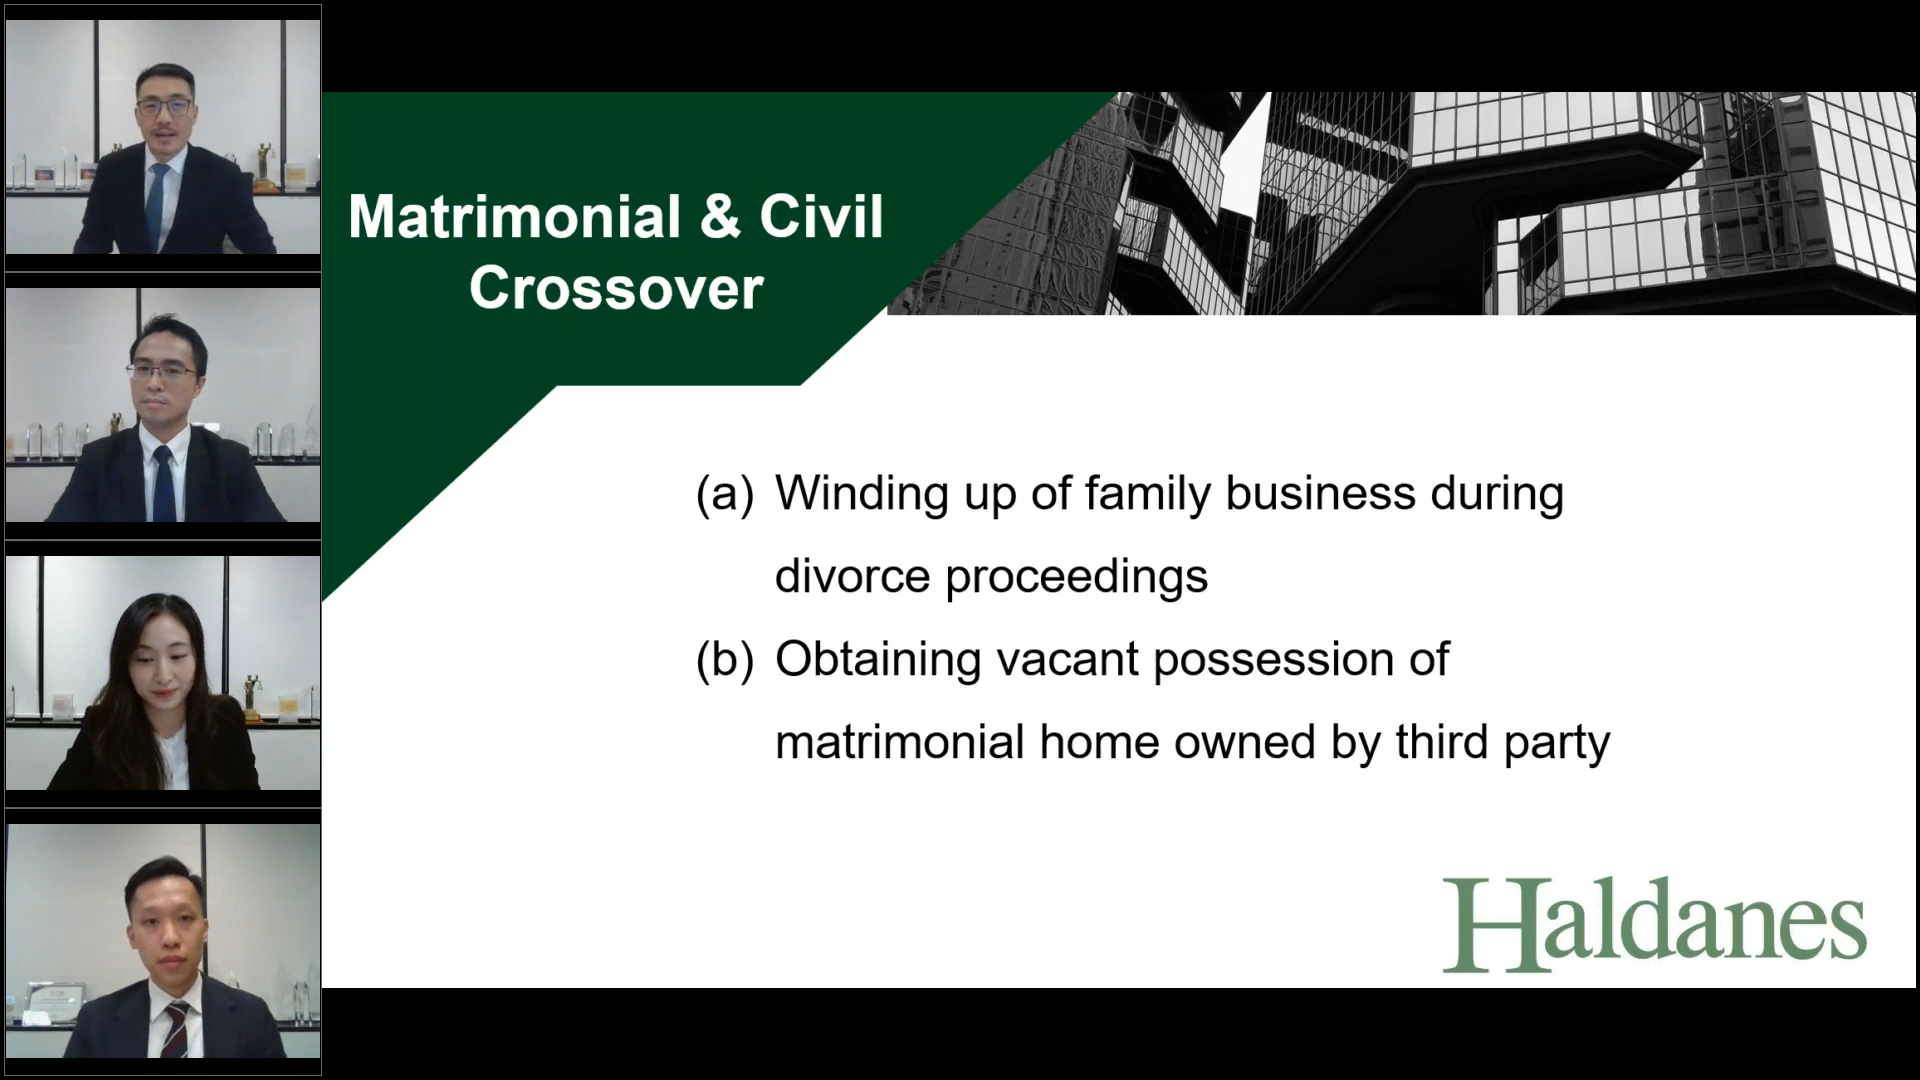 Matrimonial & Civil
Crossover
(a) Winding up of family business during
divorce proceedings
(b) Obtaining vacant possession of
matrimonial home owned by third party
Haldanes